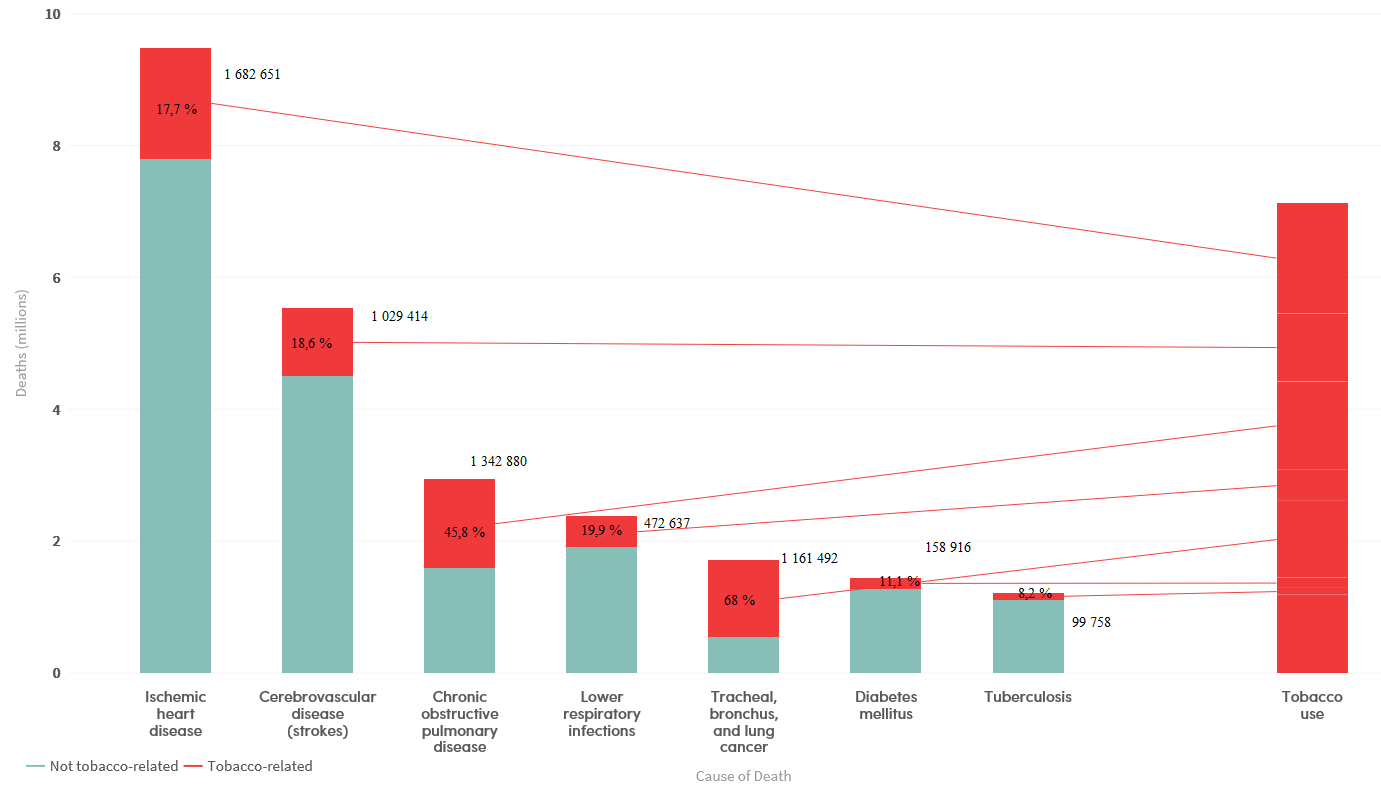 10
1 682 651
17,7 %
8
6
1 029 414
18,6 %
Deaths (millions)
4
1 342 880
45,8 %
472 637
19,9 %
2
1 161 492
68 %
158 916
11,1 %
8,2 %
99 758
0
Ischemic
heart
disease
Cerebrovascular
disease
(strokes)
Chronic
obstructive
pulmonary
disease
Lower
respiratory
infections
Tracheal,
bronchus,
and lung
cancer
Diabetes
mellitus
Tuberculosis
Tobacco
use
Not tobacco-related
Tobacco-related
Cause of Death